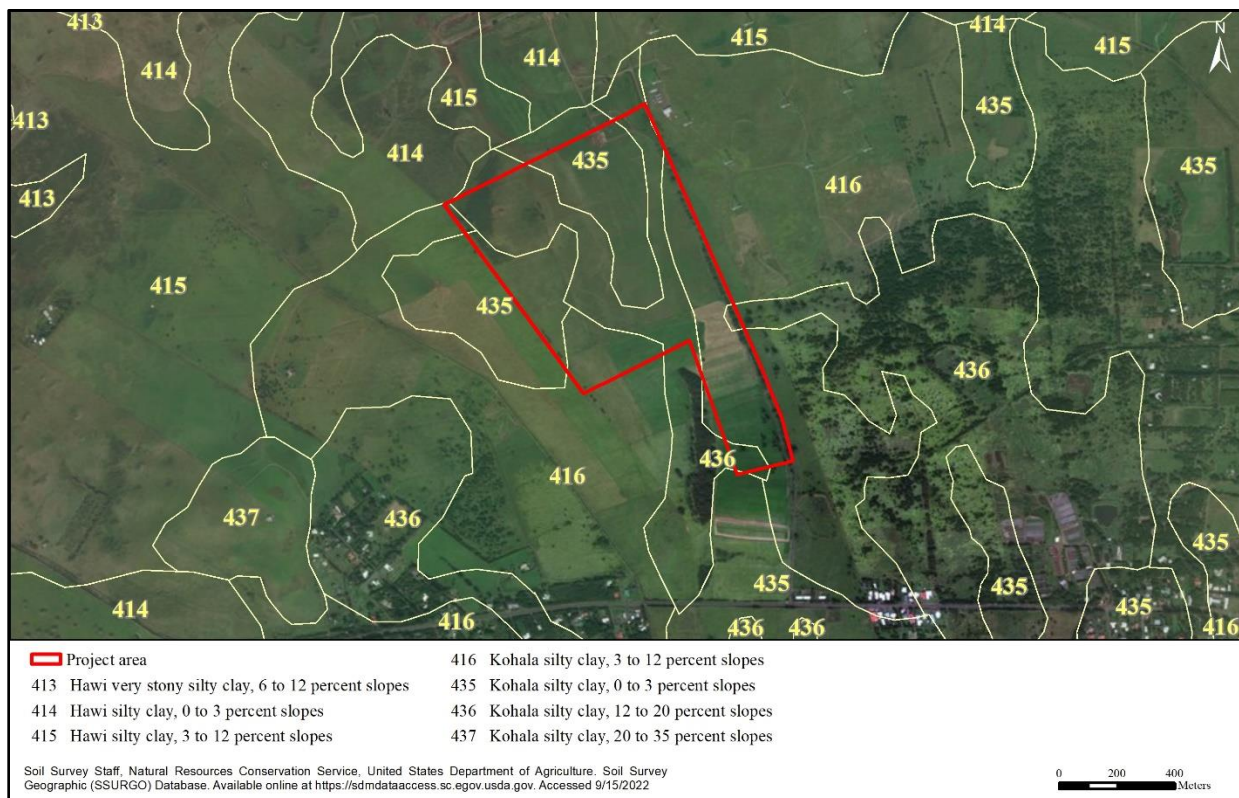 413
414
415
414
415
N
414
415
435
415
435
413
414
435
416
435
413
415
435
436
436
416
437
436
435
435
435
435
414
416
436
436
416
Project area
413 Hawi very stony silty clay, 6 to 12 percent slopes
414 Hawi silty clay, 0 to 3 percent slopes
415 Hawi silty clay, 3 to 12 percent slopes
416 Kohala silty clay, 3 to 12 percent slopes
435 Kohala silty clay, 0 to 3 percent slopes
436 Kohala silty clay, 12 to 20 percent slopes
437 Kohala silty clay, 20 to 35 percent slopes
Soil Survey Staff, Natural Resources Conservation Service, United States Department of Agriculture. Soil Survey
Geographic (SSURGO) Database. Available online at https://sdmdataaccess.sc.egov.usda.gov. Accessed 9/15/2022
0 200 400
Meters